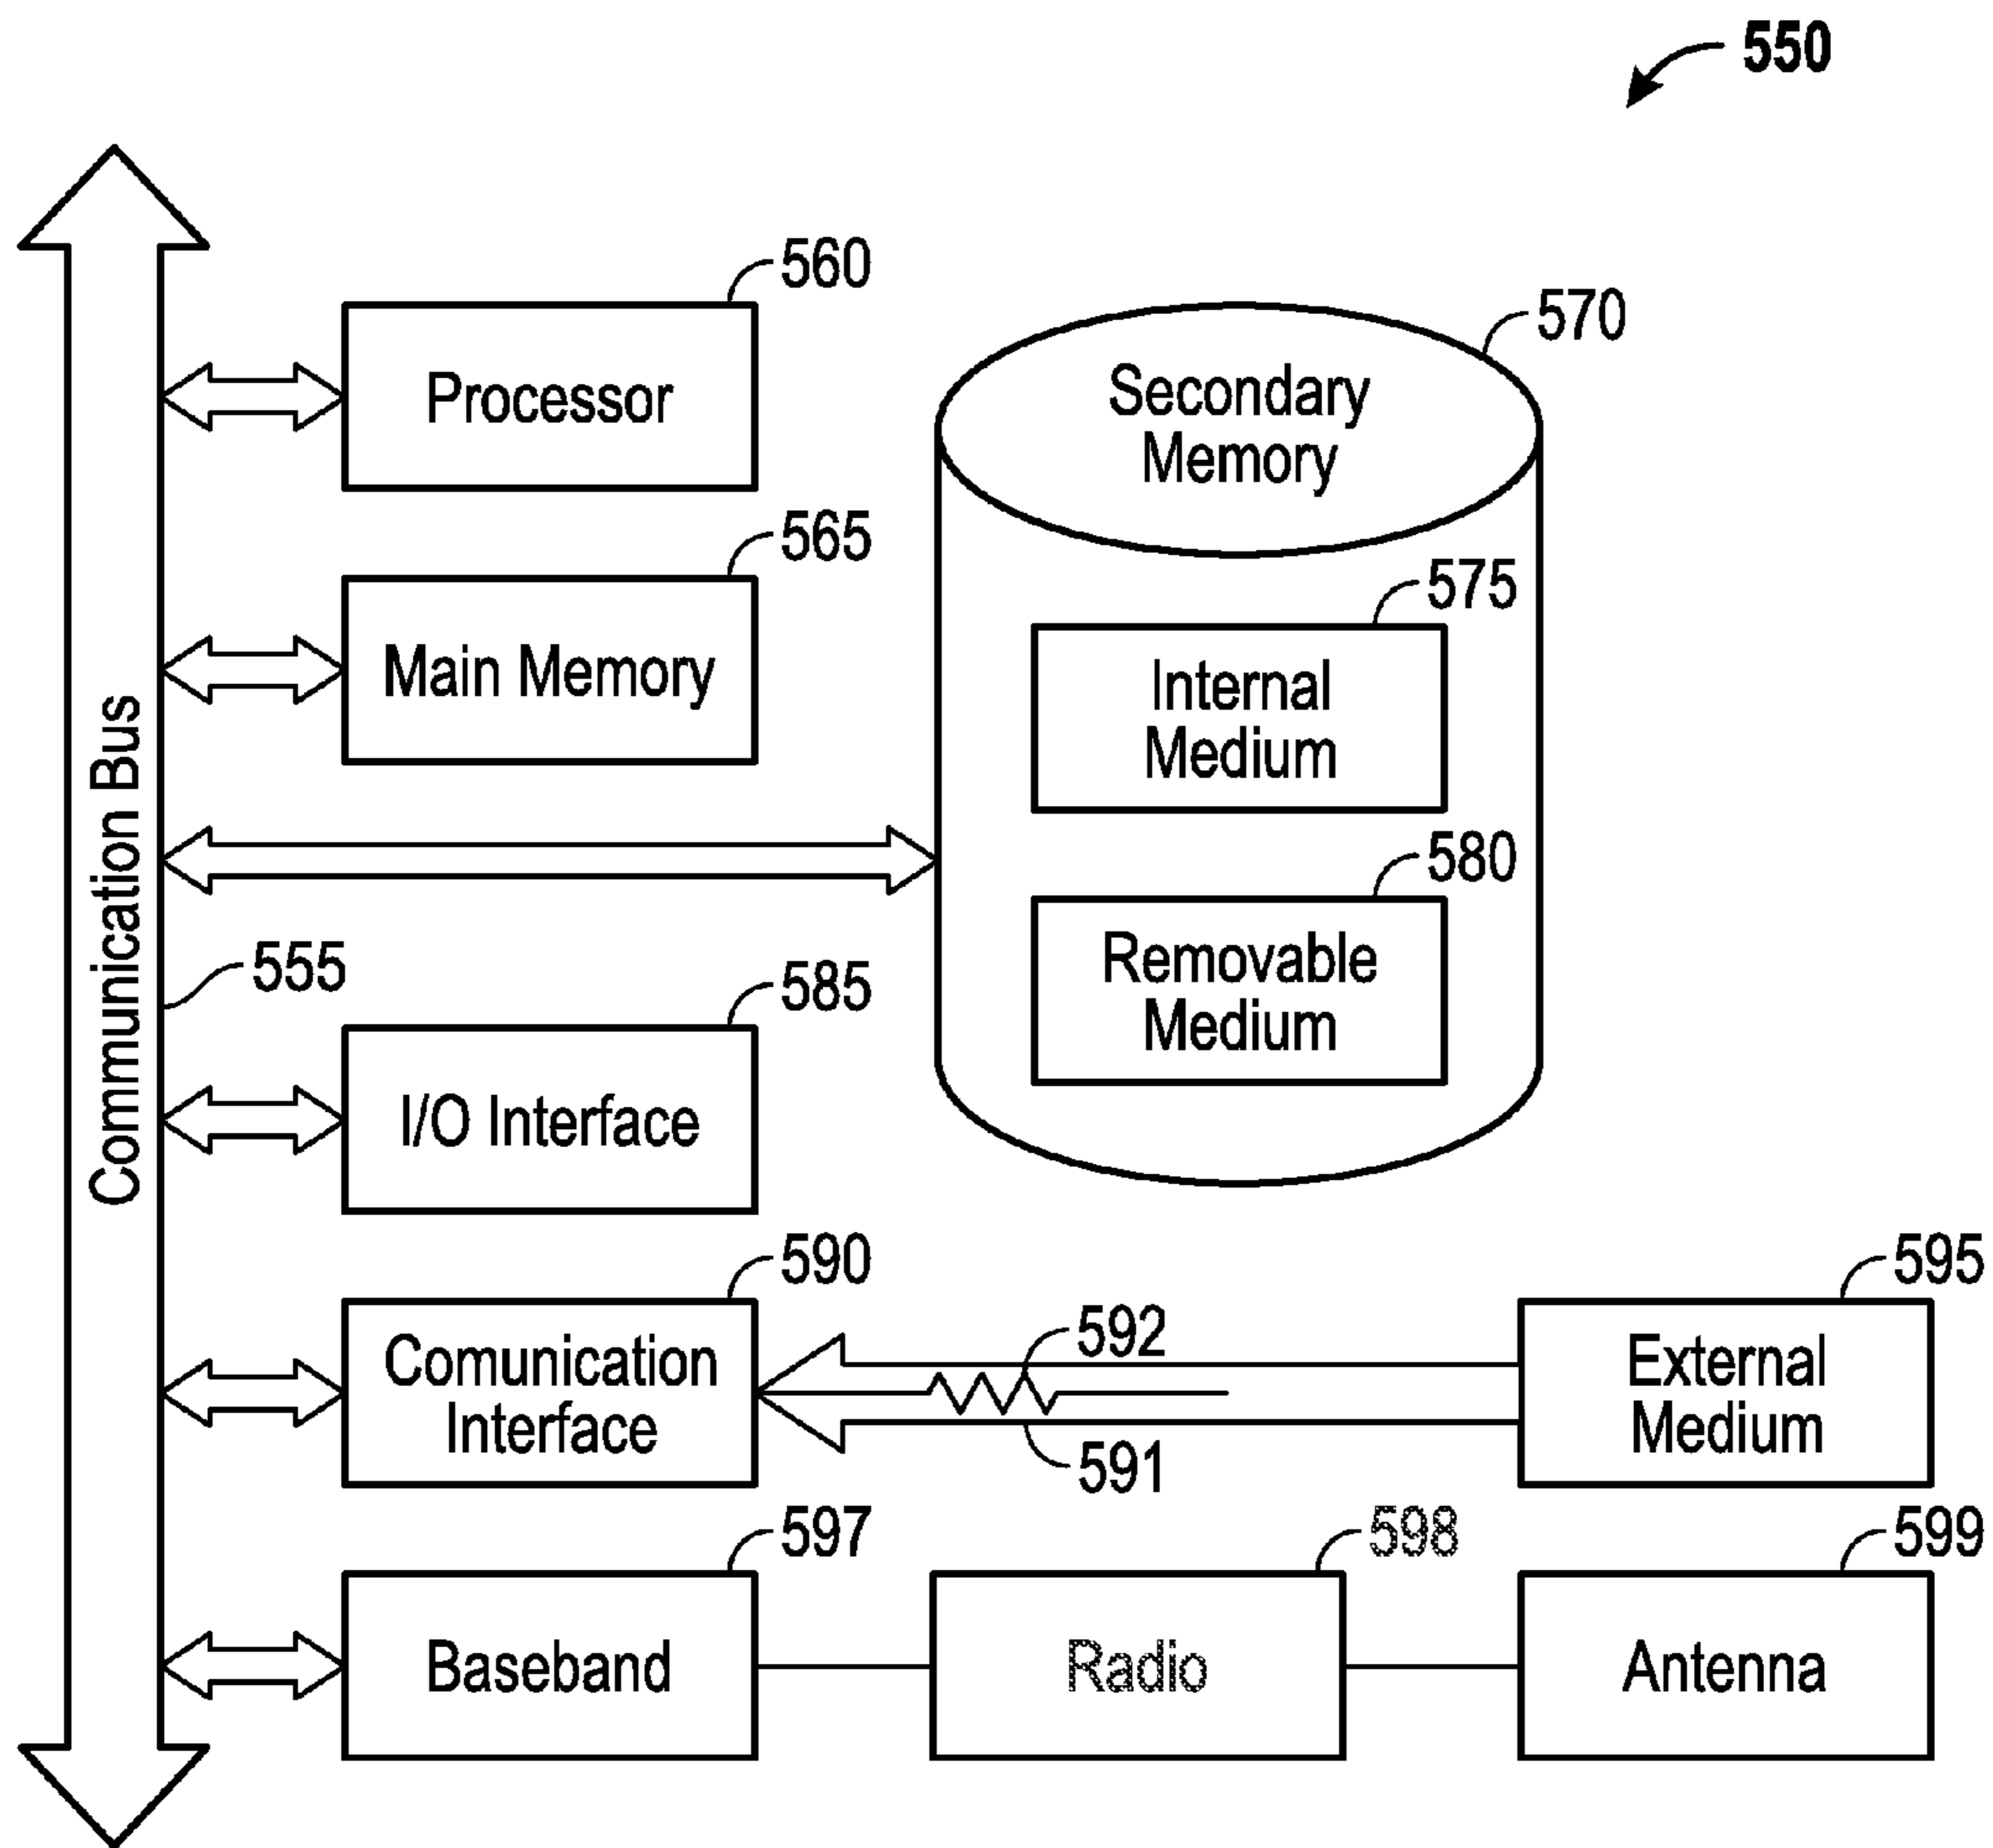 550
560
Processor
570
Secondary
Memory
565
Main Memory
575
Internal
Medium
580
Removable
Medium
Communication Bus
555
585
I/O Interface
590
Comunication
Interface
592
591
595
External
Medium
597
Baseband
598
Radio
599
Antenna